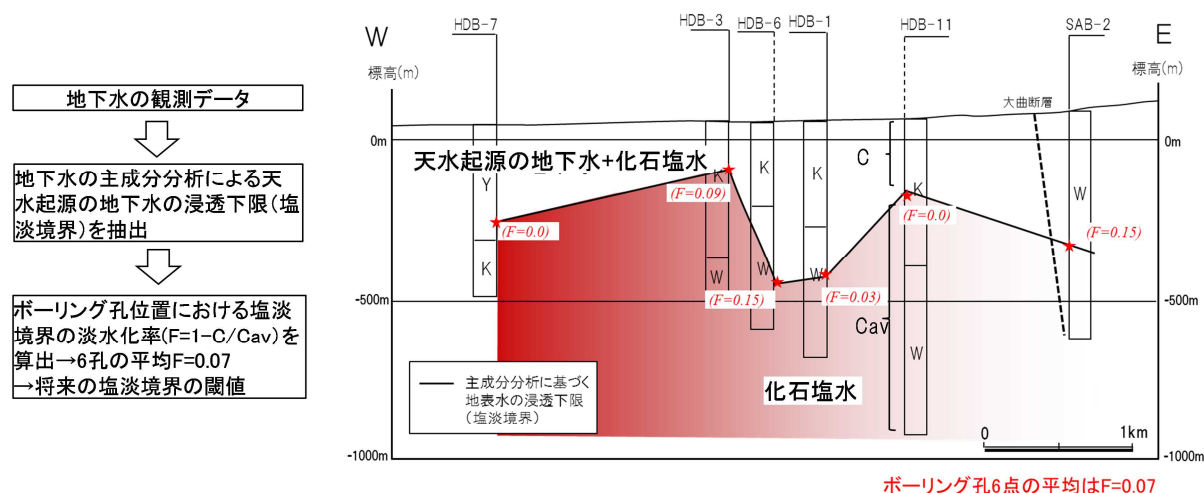 地下水の観測データ
地下水の主成分分析による天
水起源の地下水の浸透下限(塩
淡境界)を抽出
ボーリング孔位置における塩淡
境界の淡水化率(F=1-C/Cav)を
算出→6孔の平均F=0.07
→将来の塩淡境界の閾値
HDB-7
HDB-3
HDB-6
HDB-1
HDB-11
SAB-2
W
E
標高(m)
標高(m)
大曲断層
0m
0m
天水起源の地下水+化石塩水
C
Y
K
K
K
K
W
(F=0.09)
(F=0.0)
(F=0.0)
(F=0.15)
K
W
W
W
(F=0.15)
(F=0.03)
-500m
-500m
Cav
W
主成分分析に基づく
地表水の浸透下限
(塩淡境界)
化石塩水
0
1km
-1000m
-1000m
ボーリング孔6点の平均はF=0.07